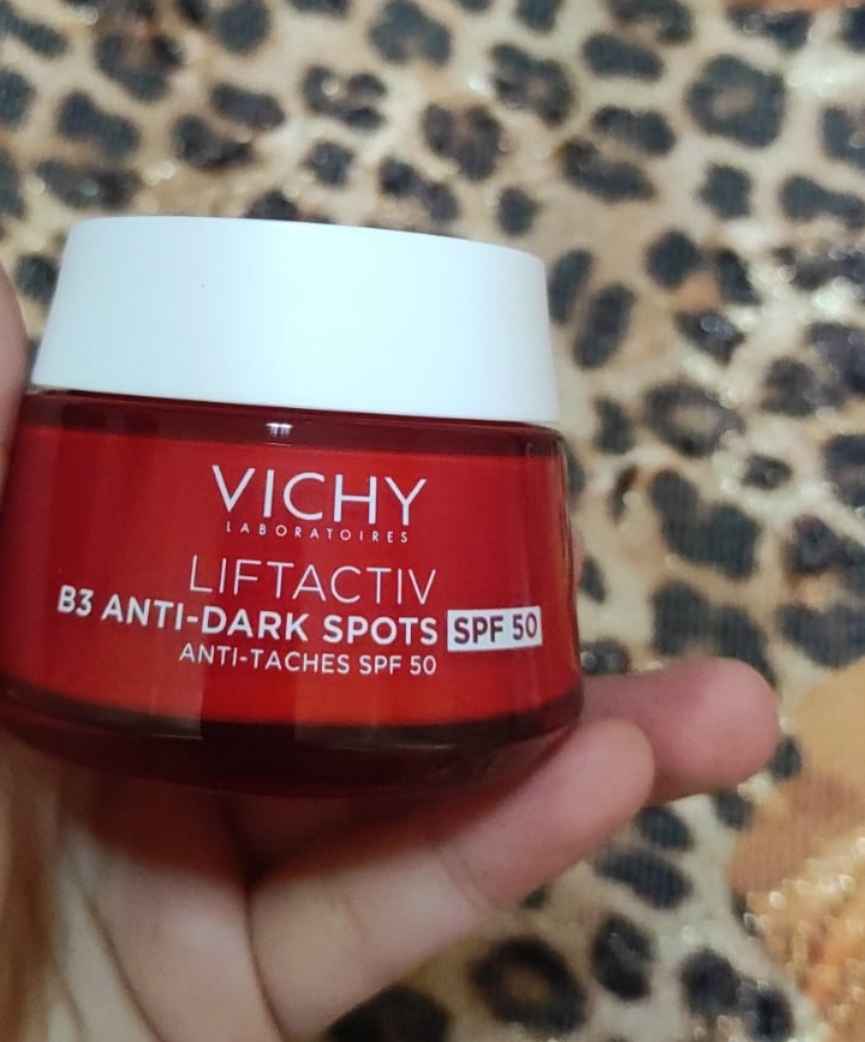 VICHY
LABORATOIRES
LIFTACTIV
B3 ANTI-DARK SPOTS SPF 50
ANTI-TACHES SPF 50